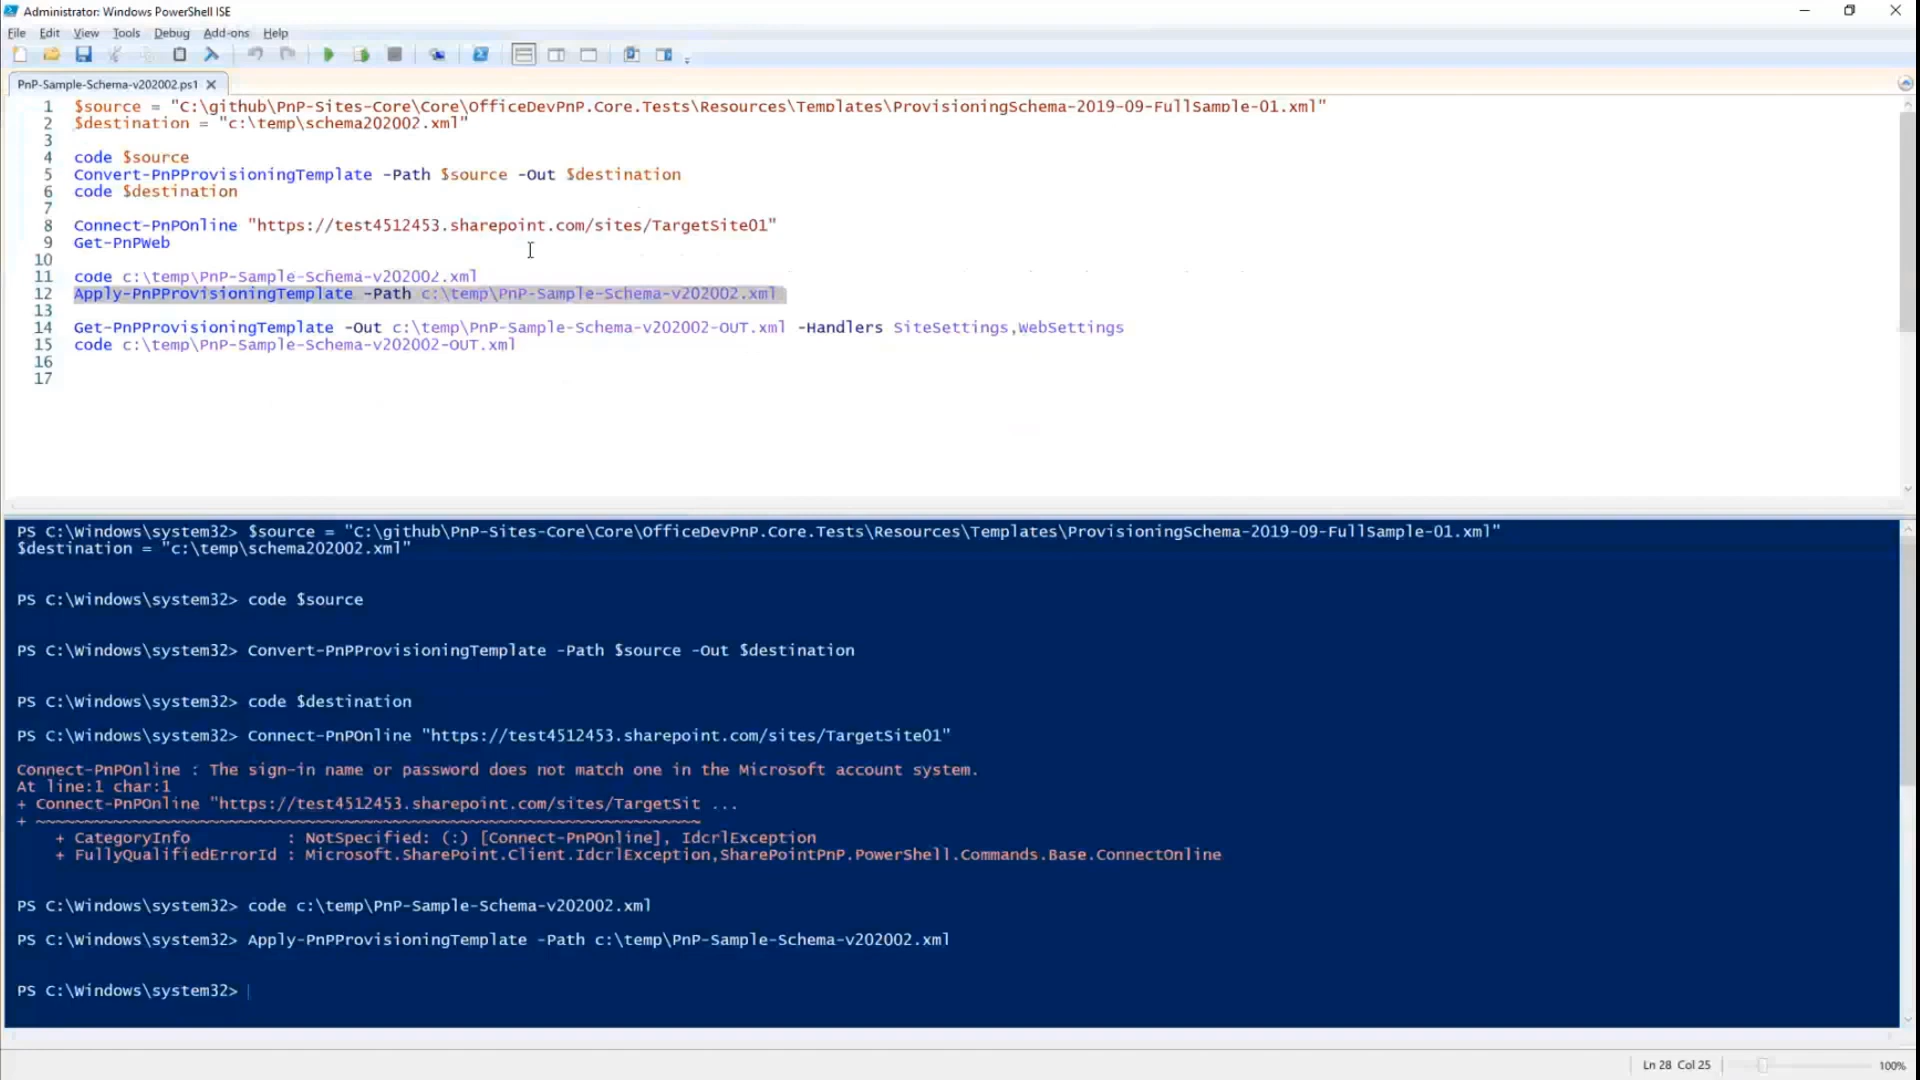 Administrator: Windows PowerShell ISE
File Edit View Tools Debug Add-ons Help
PnP-Sample-Schema-v202002.ps1 X
1 $source = "C:\github\PnP-Sites-Core\Core\OfficeDevPnP.Core.Tests\Resources\Templates\ProvisioningSchema-2019-09-FullSample-01.xml"
2 $destination = "c:\temp\schema202002.xml"
3
4 code $source
5 Convert-PnPProvisioningTemplate -Path $source -Out $destination
6 code $destination
7
8 Connect-PnPOnline "https://test4512453.sharepoint.com/sites/TargetSite01"
9 Get-PnPWeb
10
11 code c:\temp\PnP-Sample-Schema-v202002.xml
12 Apply-PnPProvisioningTemplate -Path c:\temp\PnP-Sample-Schema-v202002.xml
13
14 Get-PnPProvisioningTemplate -Out c:\temp\PnP-Sample-Schema-v202002-OUT.xml -Handlers SiteSettings,WebSettings
15 code c:\temp\PnP-Sample-Schema-v202002-OUT.xml
16
17
PS C:\Windows\system32> $source = "C:\github\PnP-Sites-Core\Core\OfficeDevPnP.Core.Tests\Resources\Templates\ProvisioningSchema-2019-09-FullSample-01.xml"
$destination = "c:\temp\schema202002.xml"
PS C:\Windows\system32> code $source
PS C:\Windows\system32> Convert-PnPProvisioningTemplate -Path $source -Out $destination
PS C:\Windows\system32> code $destination
PS C:\Windows\system32> Connect-PnPOnline "https://test4512453.sharepoint.com/sites/TargetSite01"
Connect-PnPOnline : The sign-in name or password does not match one in the Microsoft account system.
At line:1 char:1
+ Connect-PnPOnline "https://test4512453.sharepoint.com/sites/TargetSit ...
+ ~~~~~~~~~~~~~~~~~~~~~~~~~~~~~~~~~~~~~~~~~~~~~~~~~~~~~~~~~~~~~~~~~~~~~
+ CategoryInfo : NotSpecified: (:) [Connect-PnPOnline], IdcrlException
+ FullyQualifiedErrorId : Microsoft.SharePoint.Client.IdcrlException,SharePointPnP.PowerShell.Commands.Base.ConnectOnline
PS C:\Windows\system32> code c:\temp\PnP-Sample-Schema-v202002.xml
PS C:\Windows\system32> Apply-PnPProvisioningTemplate -Path c:\temp\PnP-Sample-Schema-v202002.xml
PS C:\Windows\system32>
Ln 28 Col 25 100%